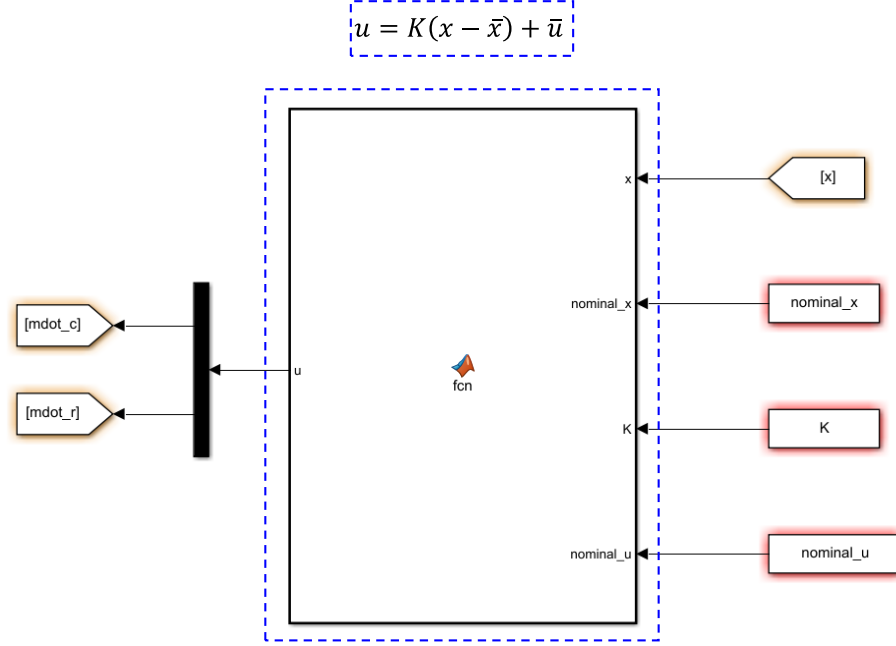 u = K(x − x̄) + ū
x
[x]
nominal_x
nominal_x
[mdot_c]
u
fcn
[mdot_r]
K
K
nominal_u
nominal_u